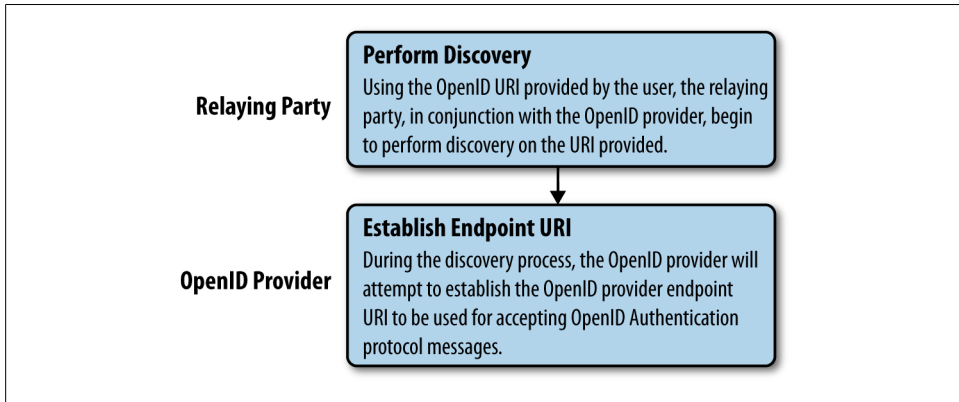 Relaying Party
Perform Discovery
Using the OpenID URI provided by the user, the relaying
party, in conjunction with the OpenID provider, begin
to perform discovery on the URI provided.
OpenID Provider
Establish Endpoint URI
During the discovery process, the OpenID provider will
attempt to establish the OpenID provider endpoint
URI to be used for accepting OpenID Authentication
protocol messages.